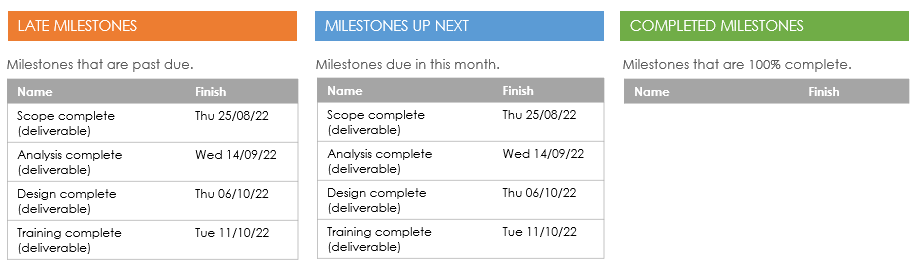 LATE MILESTONES
Milestones that are past due.
Name Finish
Scope complete Thu 25/08/22
(deliverable)
Analysis complete Wed 14/09/22
(deliverable)
Design complete Thu 06/10/22
(deliverable)
Training complete Tue 11/10/22
(deliverable)
MILESTONES UP NEXT
Milestones due in this month.
Name Finish
Scope complete Thu 25/08/22
(deliverable)
Analysis complete Wed 14/09/22
(deliverable)
Design complete Thu 06/10/22
(deliverable)
Training complete Tue 11/10/22
(deliverable)
COMPLETED MILESTONES
Milestones that are 100% complete.
Name Finish